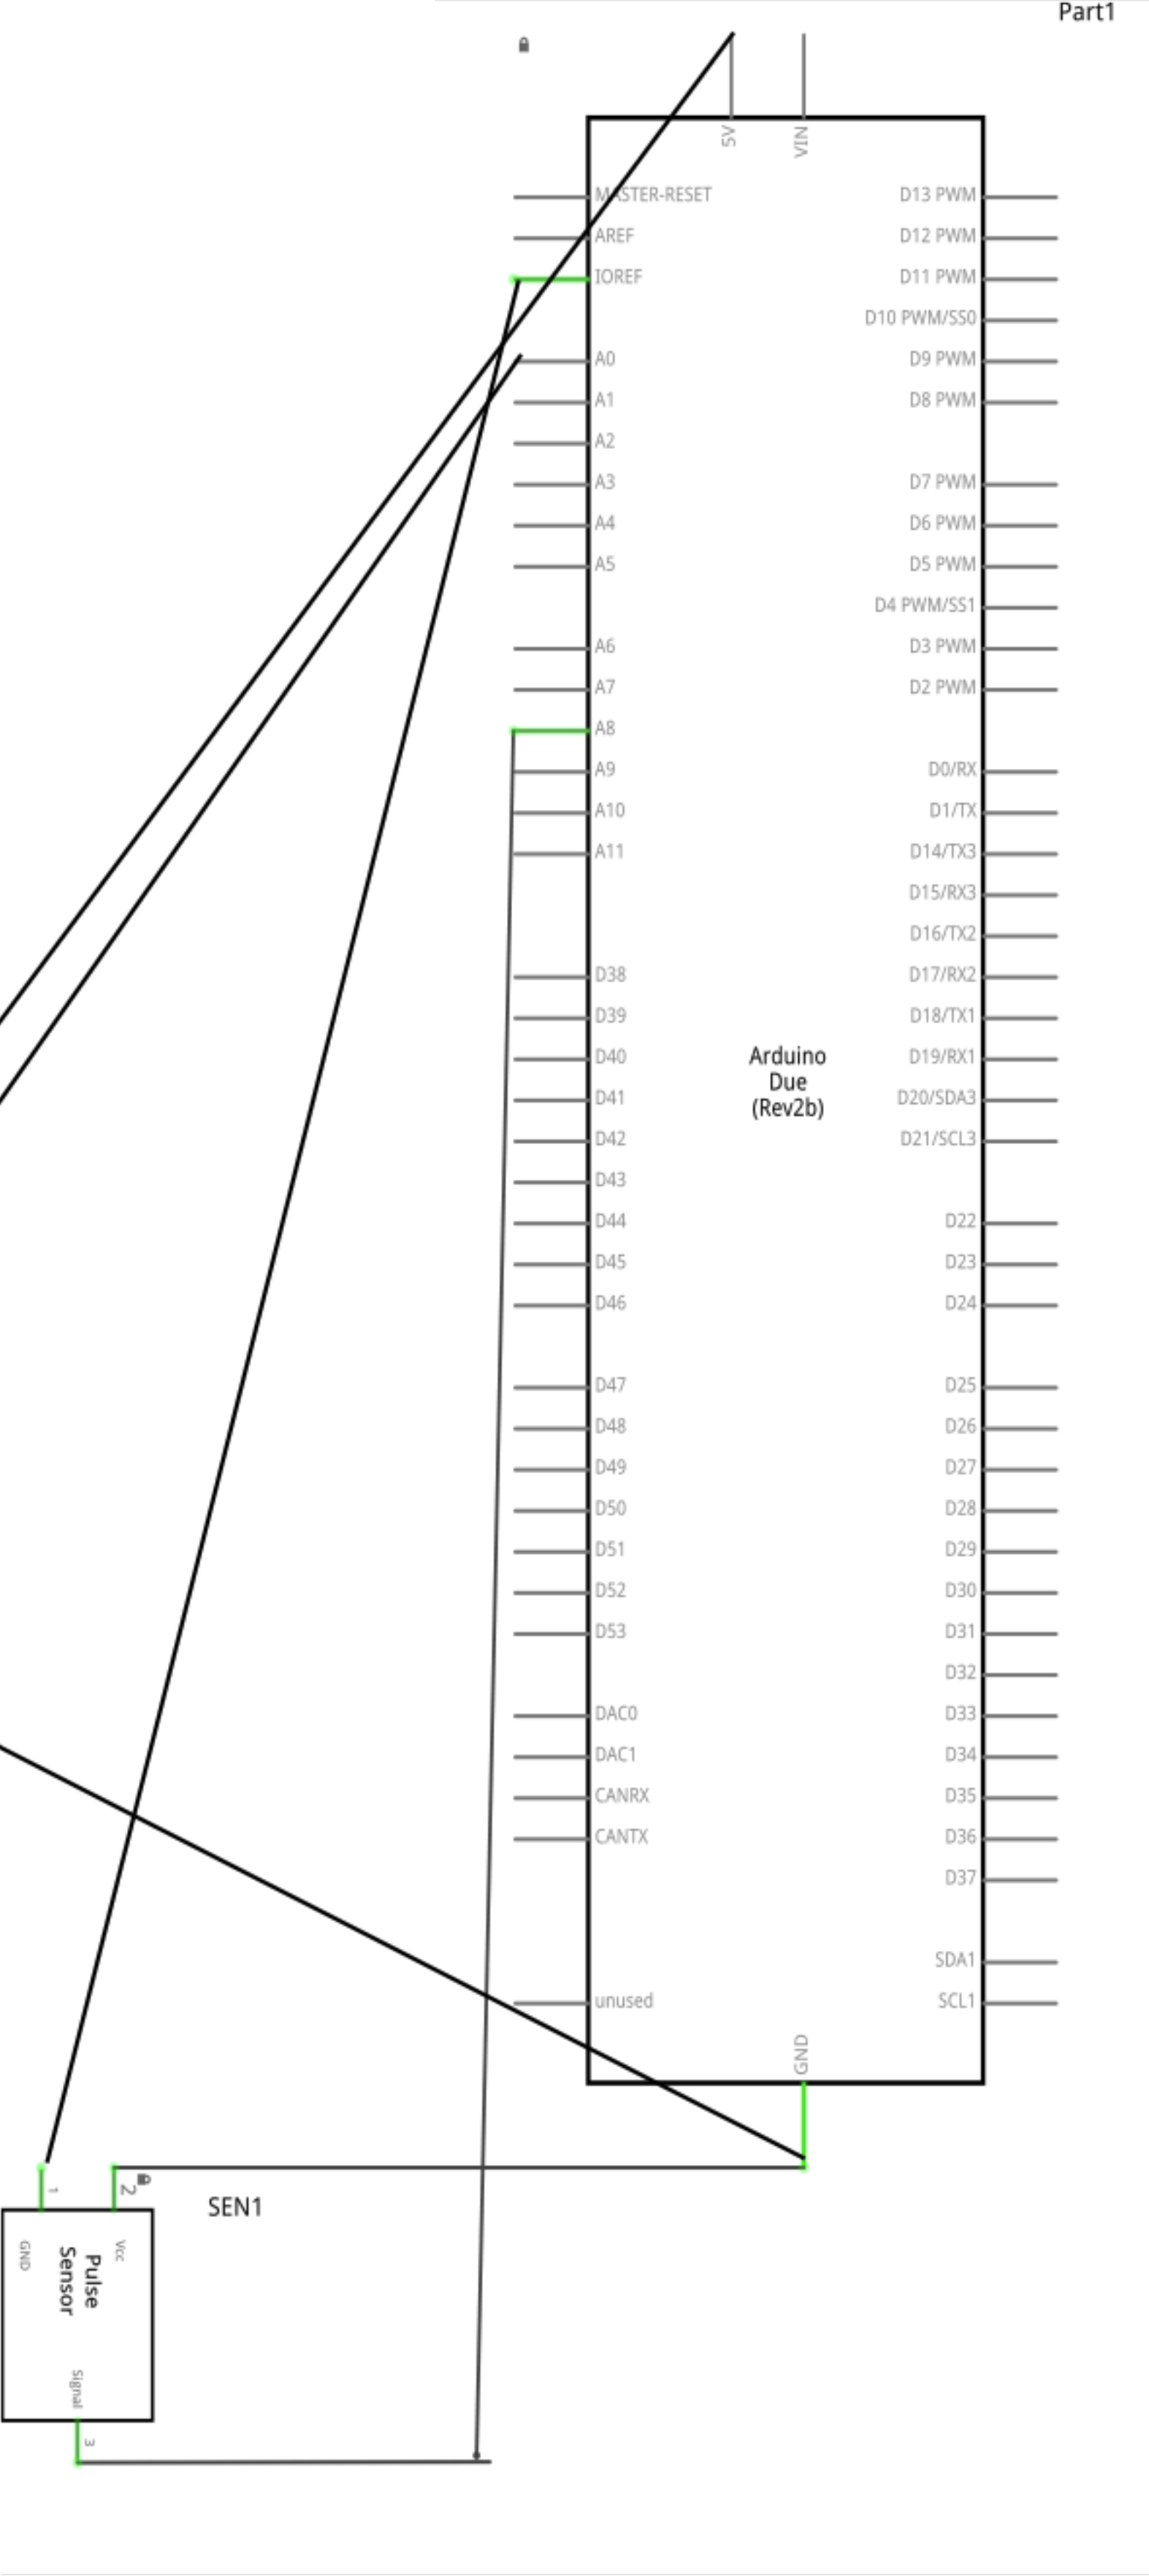 Part1
5V
VIN
MASTER-RESET
AREF
IOREF
A0
A1
A2
A3
A4
A5
A6
A7
A8
A9
A10
A11
D38
D39
D40
D41
D42
D43
D44
D45
D46
D47
D48
D49
D50
D51
D52
D53
DAC0
DAC1
CANRX
CANTX
unused
Arduino
Due
(Rev2b)
D13 PWM
D12 PWM
D11 PWM
D10 PWM/SS0
D9 PWM
D8 PWM
D7 PWM
D6 PWM
D5 PWM
D4 PWM/SS1
D3 PWM
D2 PWM
D0/RX
D1/TX
D14/TX3
D15/RX3
D16/TX2
D17/RX2
D18/TX1
D19/RX1
D20/SDA3
D21/SCL3
D22
D23
D24
D25
D26
D27
D28
D29
D30
D31
D32
D33
D34
D35
D36
D37
SDA1
SCL1
GND
1
2
SEN1
GND
Vcc
Pulse
Sensor
Signal
3